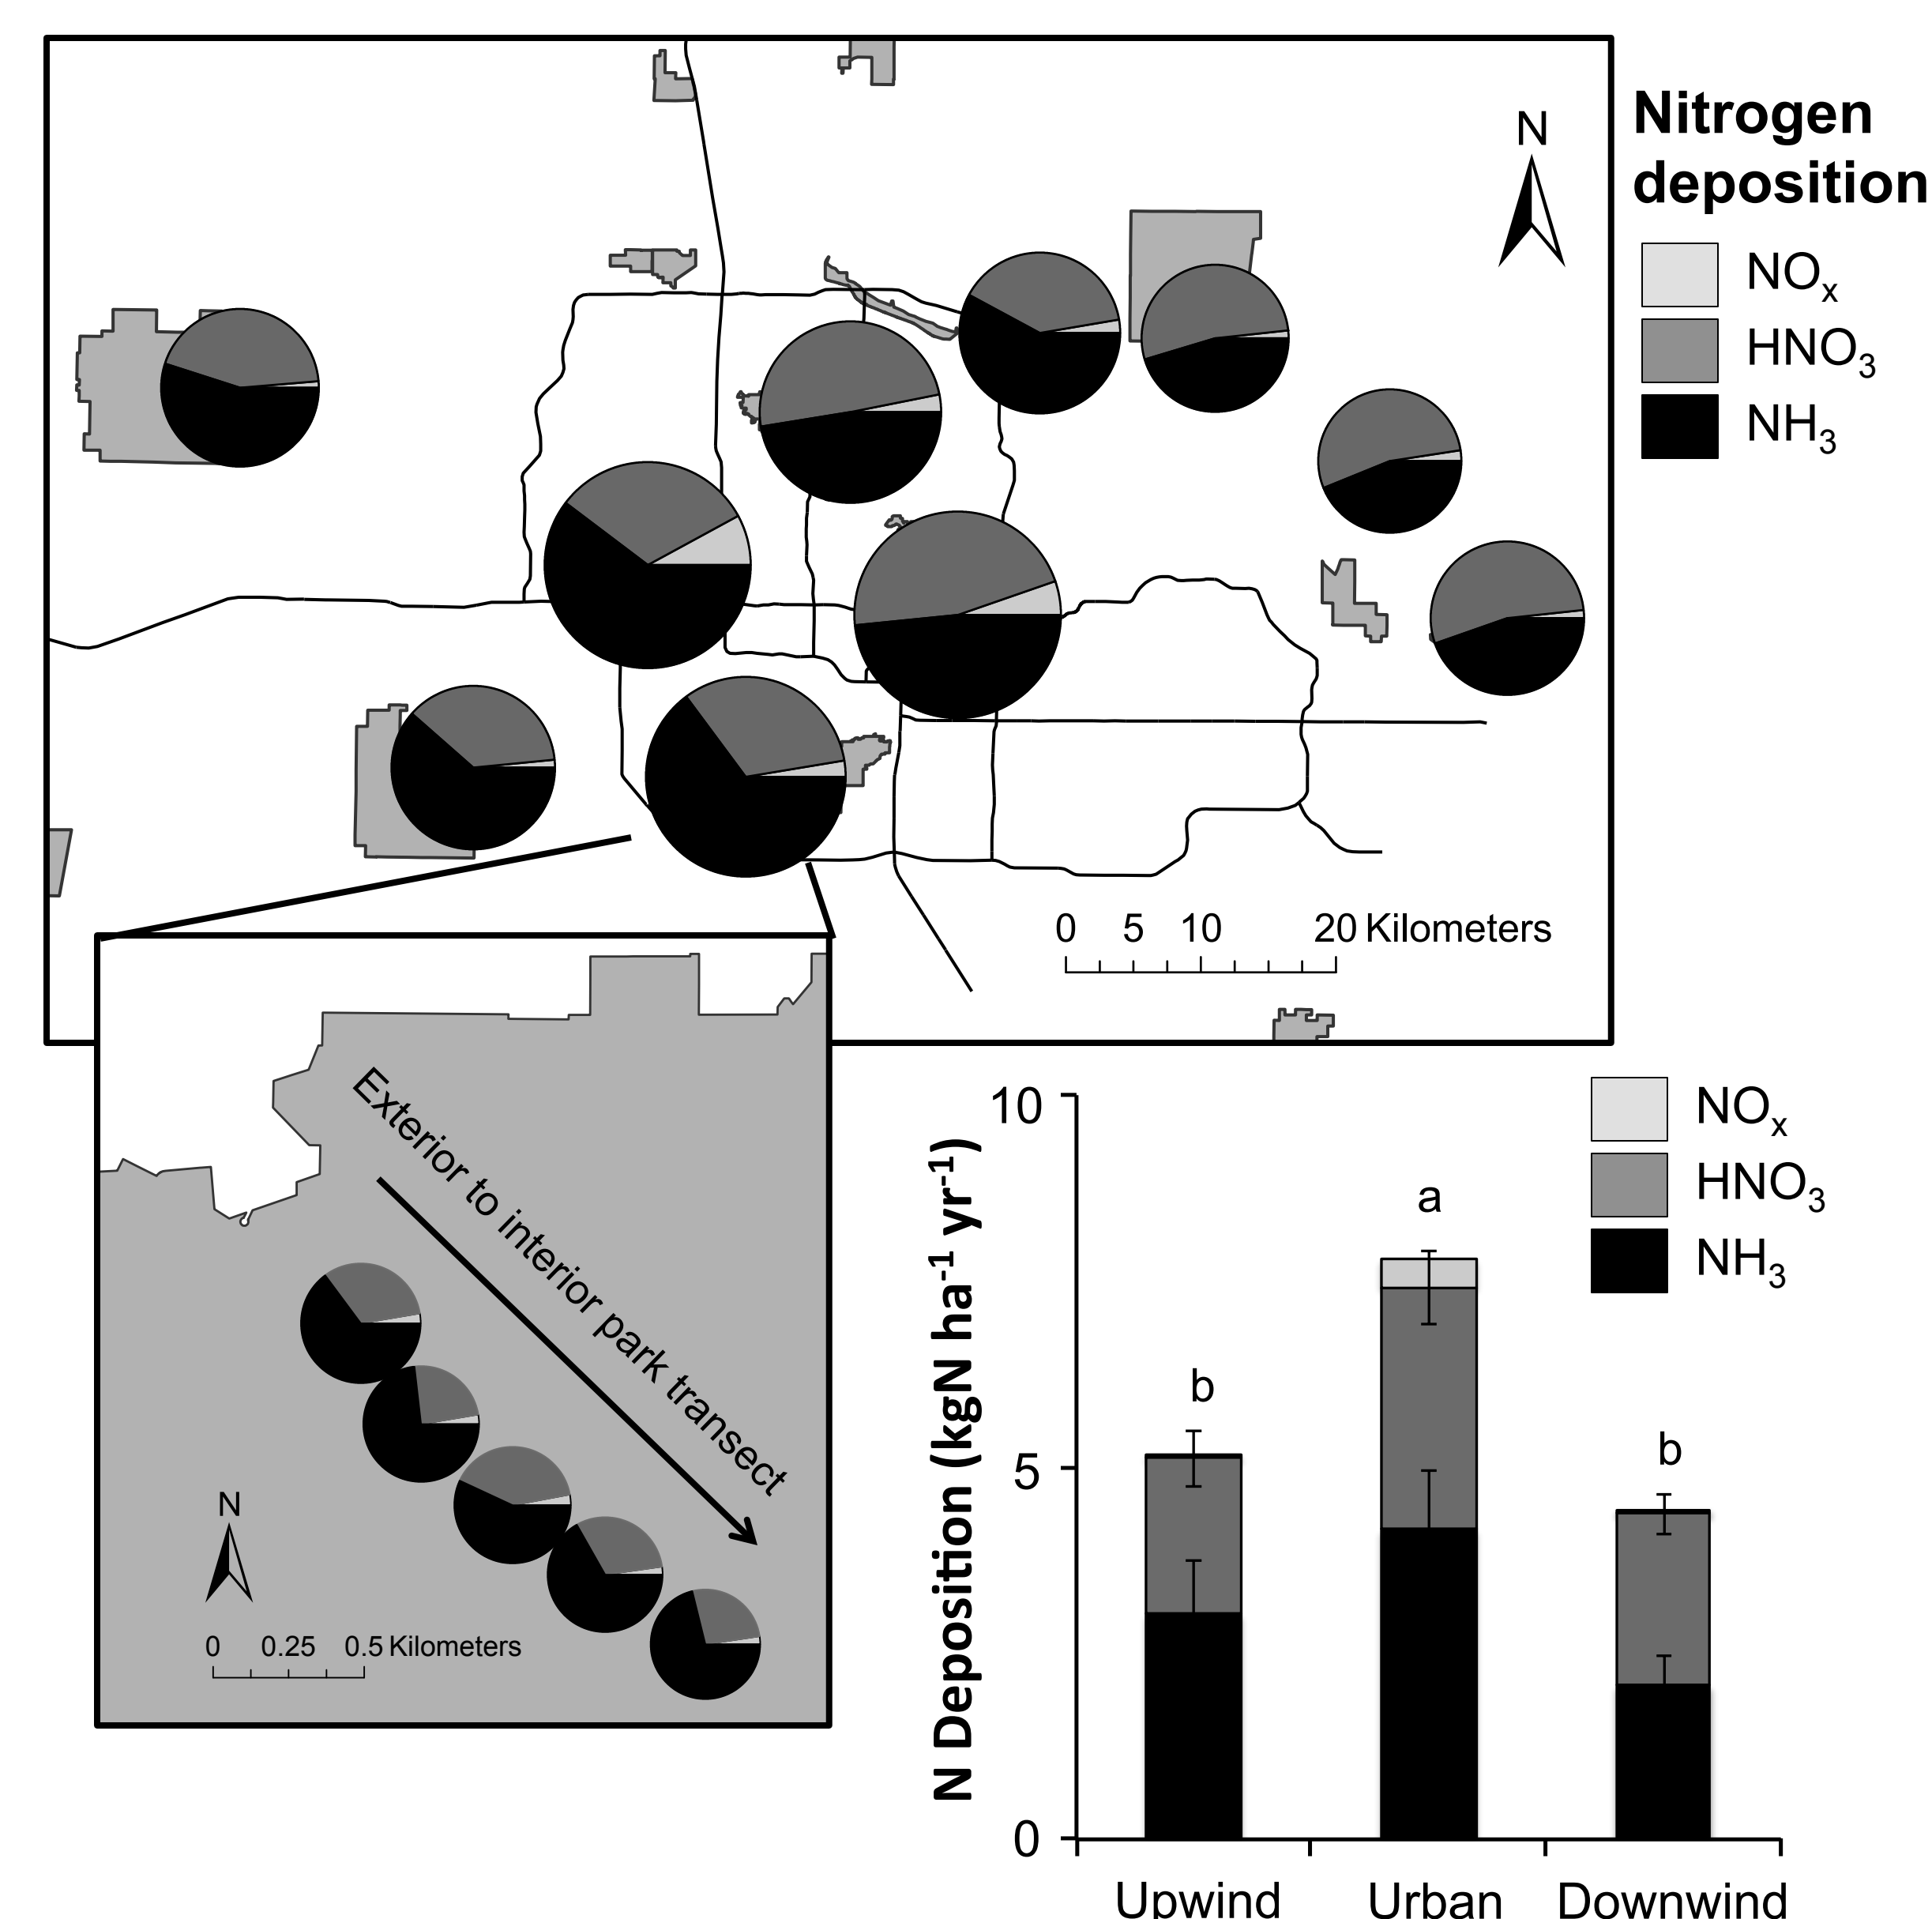 Nitrogen
deposition
N
NOx
HNO3
NH3
0 5 10 20 Kilometers
Exterior to interior park transect
N
0 0.25 0.5 Kilometers
NOx
HNO3
NH3
N Deposition (kgN ha-1 yr-1)
10
5
0
b
a
b
Upwind Urban Downwind